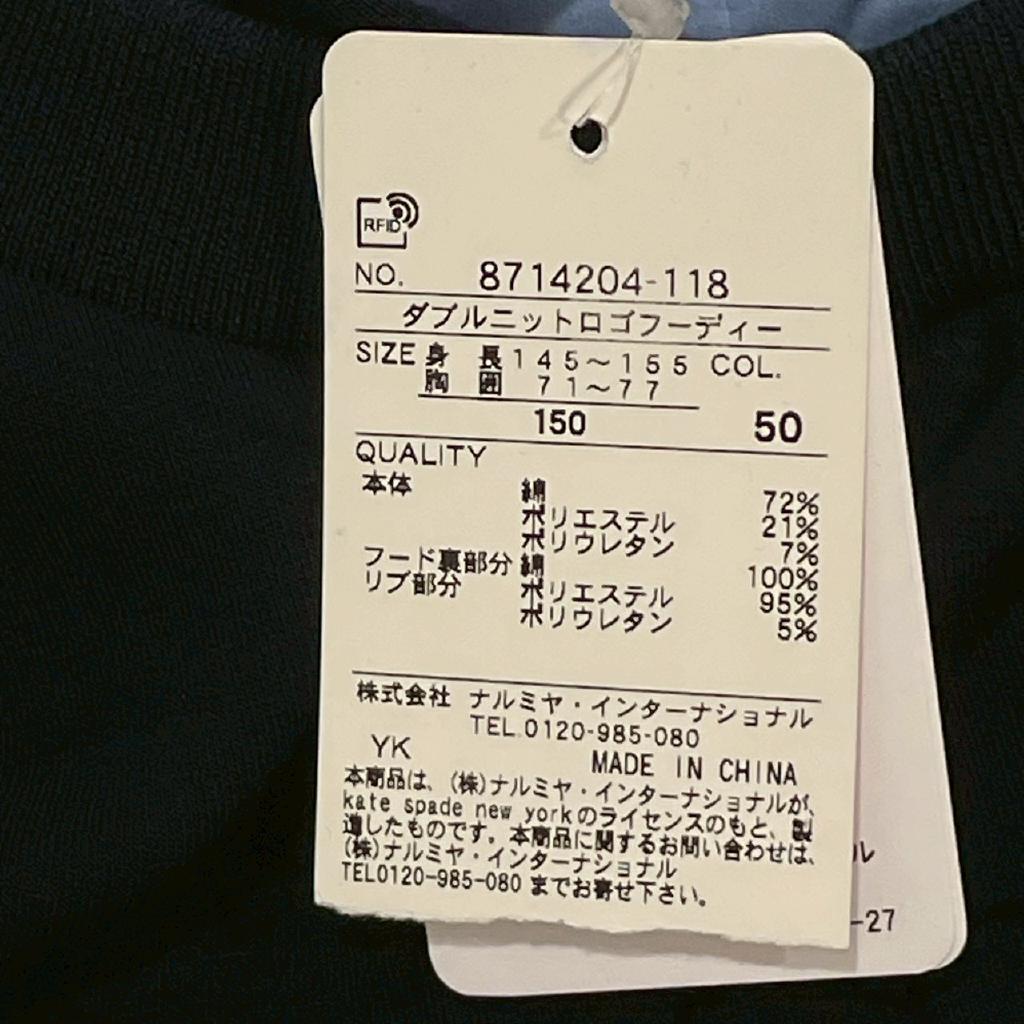 RFID
NO. 8714204-118
ダブルニットロゴフーディー
SIZE 身 長 145～155 COL.
胸 囲 71～77
150 50
QUALITY
本体 綿 72%
ポリエステル 21%
ポリウレタン 7%
フード裏部分 綿 100%
リブ部分 ポリエステル 95%
ポリウレタン 5%
株式会社 ナルミヤ・インターナショナル
TEL.0120-985-080
YK MADE IN CHINA
本商品は、(株)ナルミヤ・インターナショナルが、
kate spade new yorkのライセンスのもと、製
造したものです。本商品に関するお問い合わせは、
(株)ナルミヤ・インターナショナル
TEL0120-985-080 までお寄せ下さい。
ル
-27